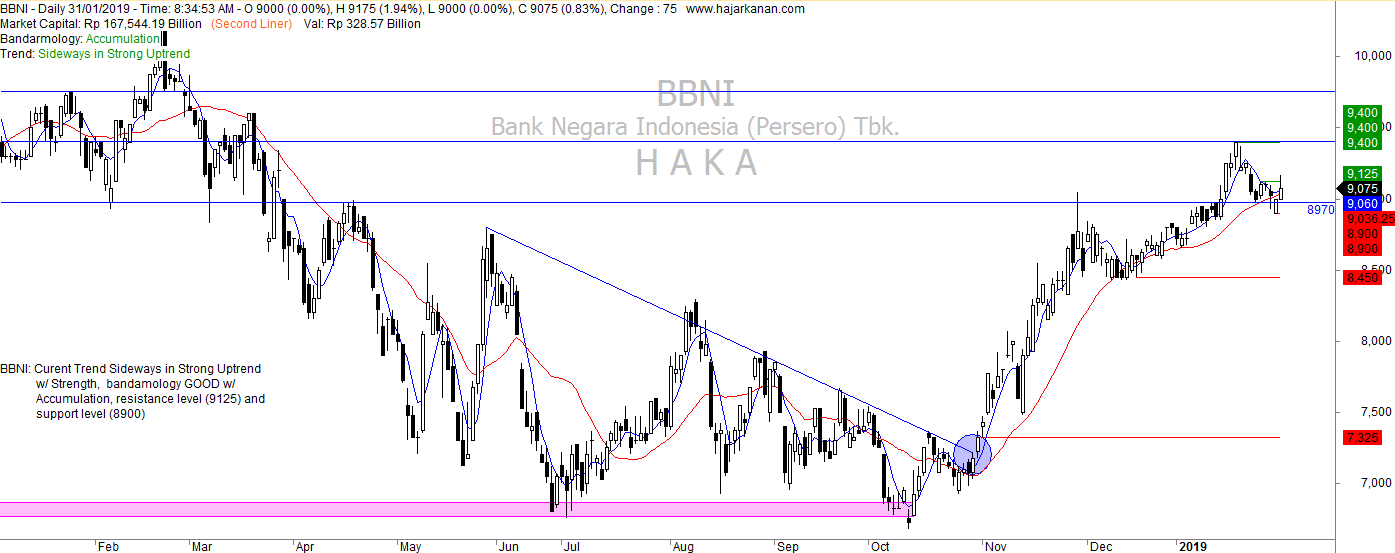 BBNI - Daily 31/01/2019 - Time: 8:34:53 AM - O 9000 (0.00%), H 9175 (1.94%), L 9000 (0.00%), C 9075 (0.83%), Change : 75 www.hajarkanan.com
Market Capital: Rp 167,544.19 Billion (Second Liner) Val: Rp 328.57 Billion
Bandarmology: Accumulation
Trend: Sideways in Strong Uptrend
BBNI
Bank Negara Indonesia (Persero) Tbk.
H A K A
10,000
9,400
9,400
9,400
9,125
9,075
9,060
8970
9,036.25
8,900
8,900
8,500
8,450
8,000
7,500
7,325
7,000
BBNI: Curent Trend Sideways in Strong Uptrend
w/ Strength, bandamology GOOD w/
Accumulation, resistance level (9125) and
support level (8900)
Feb Mar Apr May Jun Jul Aug Sep Oct Nov Dec 2019